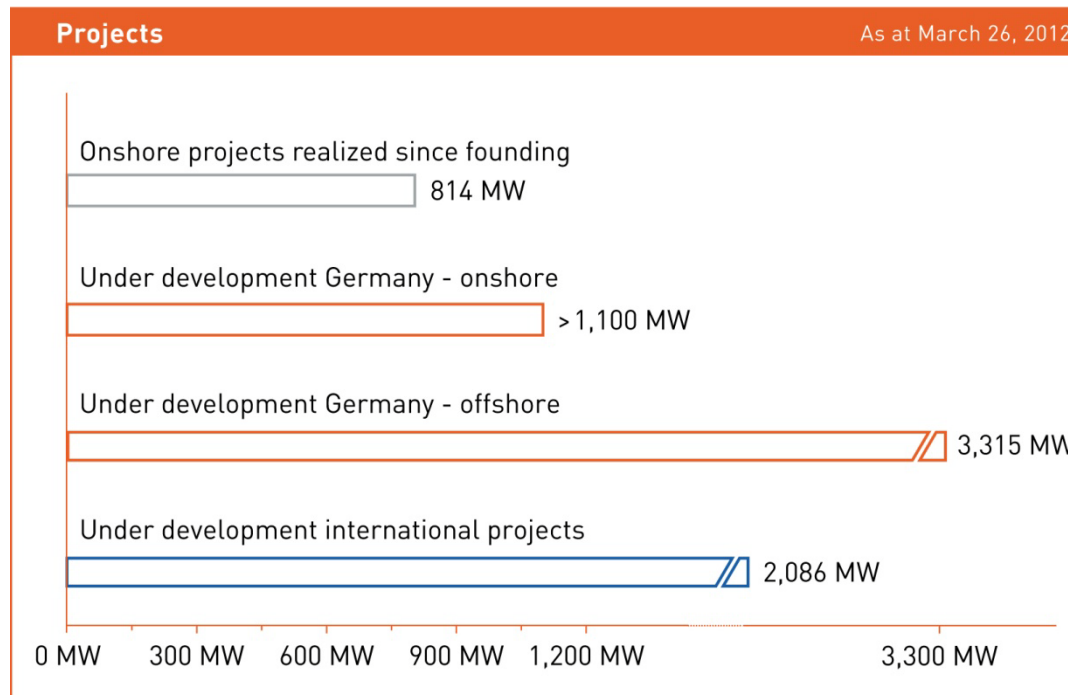 Projects
As at March 26, 2012
Onshore projects realized since founding
814 MW
Under development Germany - onshore
>1,100 MW
Under development Germany - offshore
3,315 MW
Under development international projects
2,086 MW
0 MW 300 MW 600 MW 900 MW 1,200 MW 3,300 MW